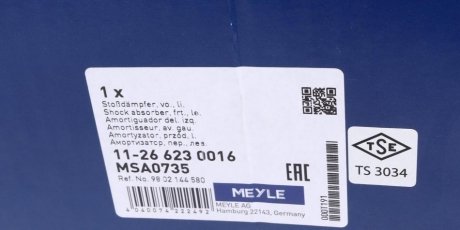 1 x
Stoßdämpfer, vo., li.
Shock absorber, frt., le.
Amortiguador del. izq.
Amortisseur, av. gau.
Amortyzator, przód, l.
Амортизатор, пер., лев.
11-26 623 0016
MSA0735
Ref. No. 98.02.144.580
EAC
MEYLE
MEYLE AG
Hamburg 22143, Germany
4040074222492
0007191
TSE
TS 3034